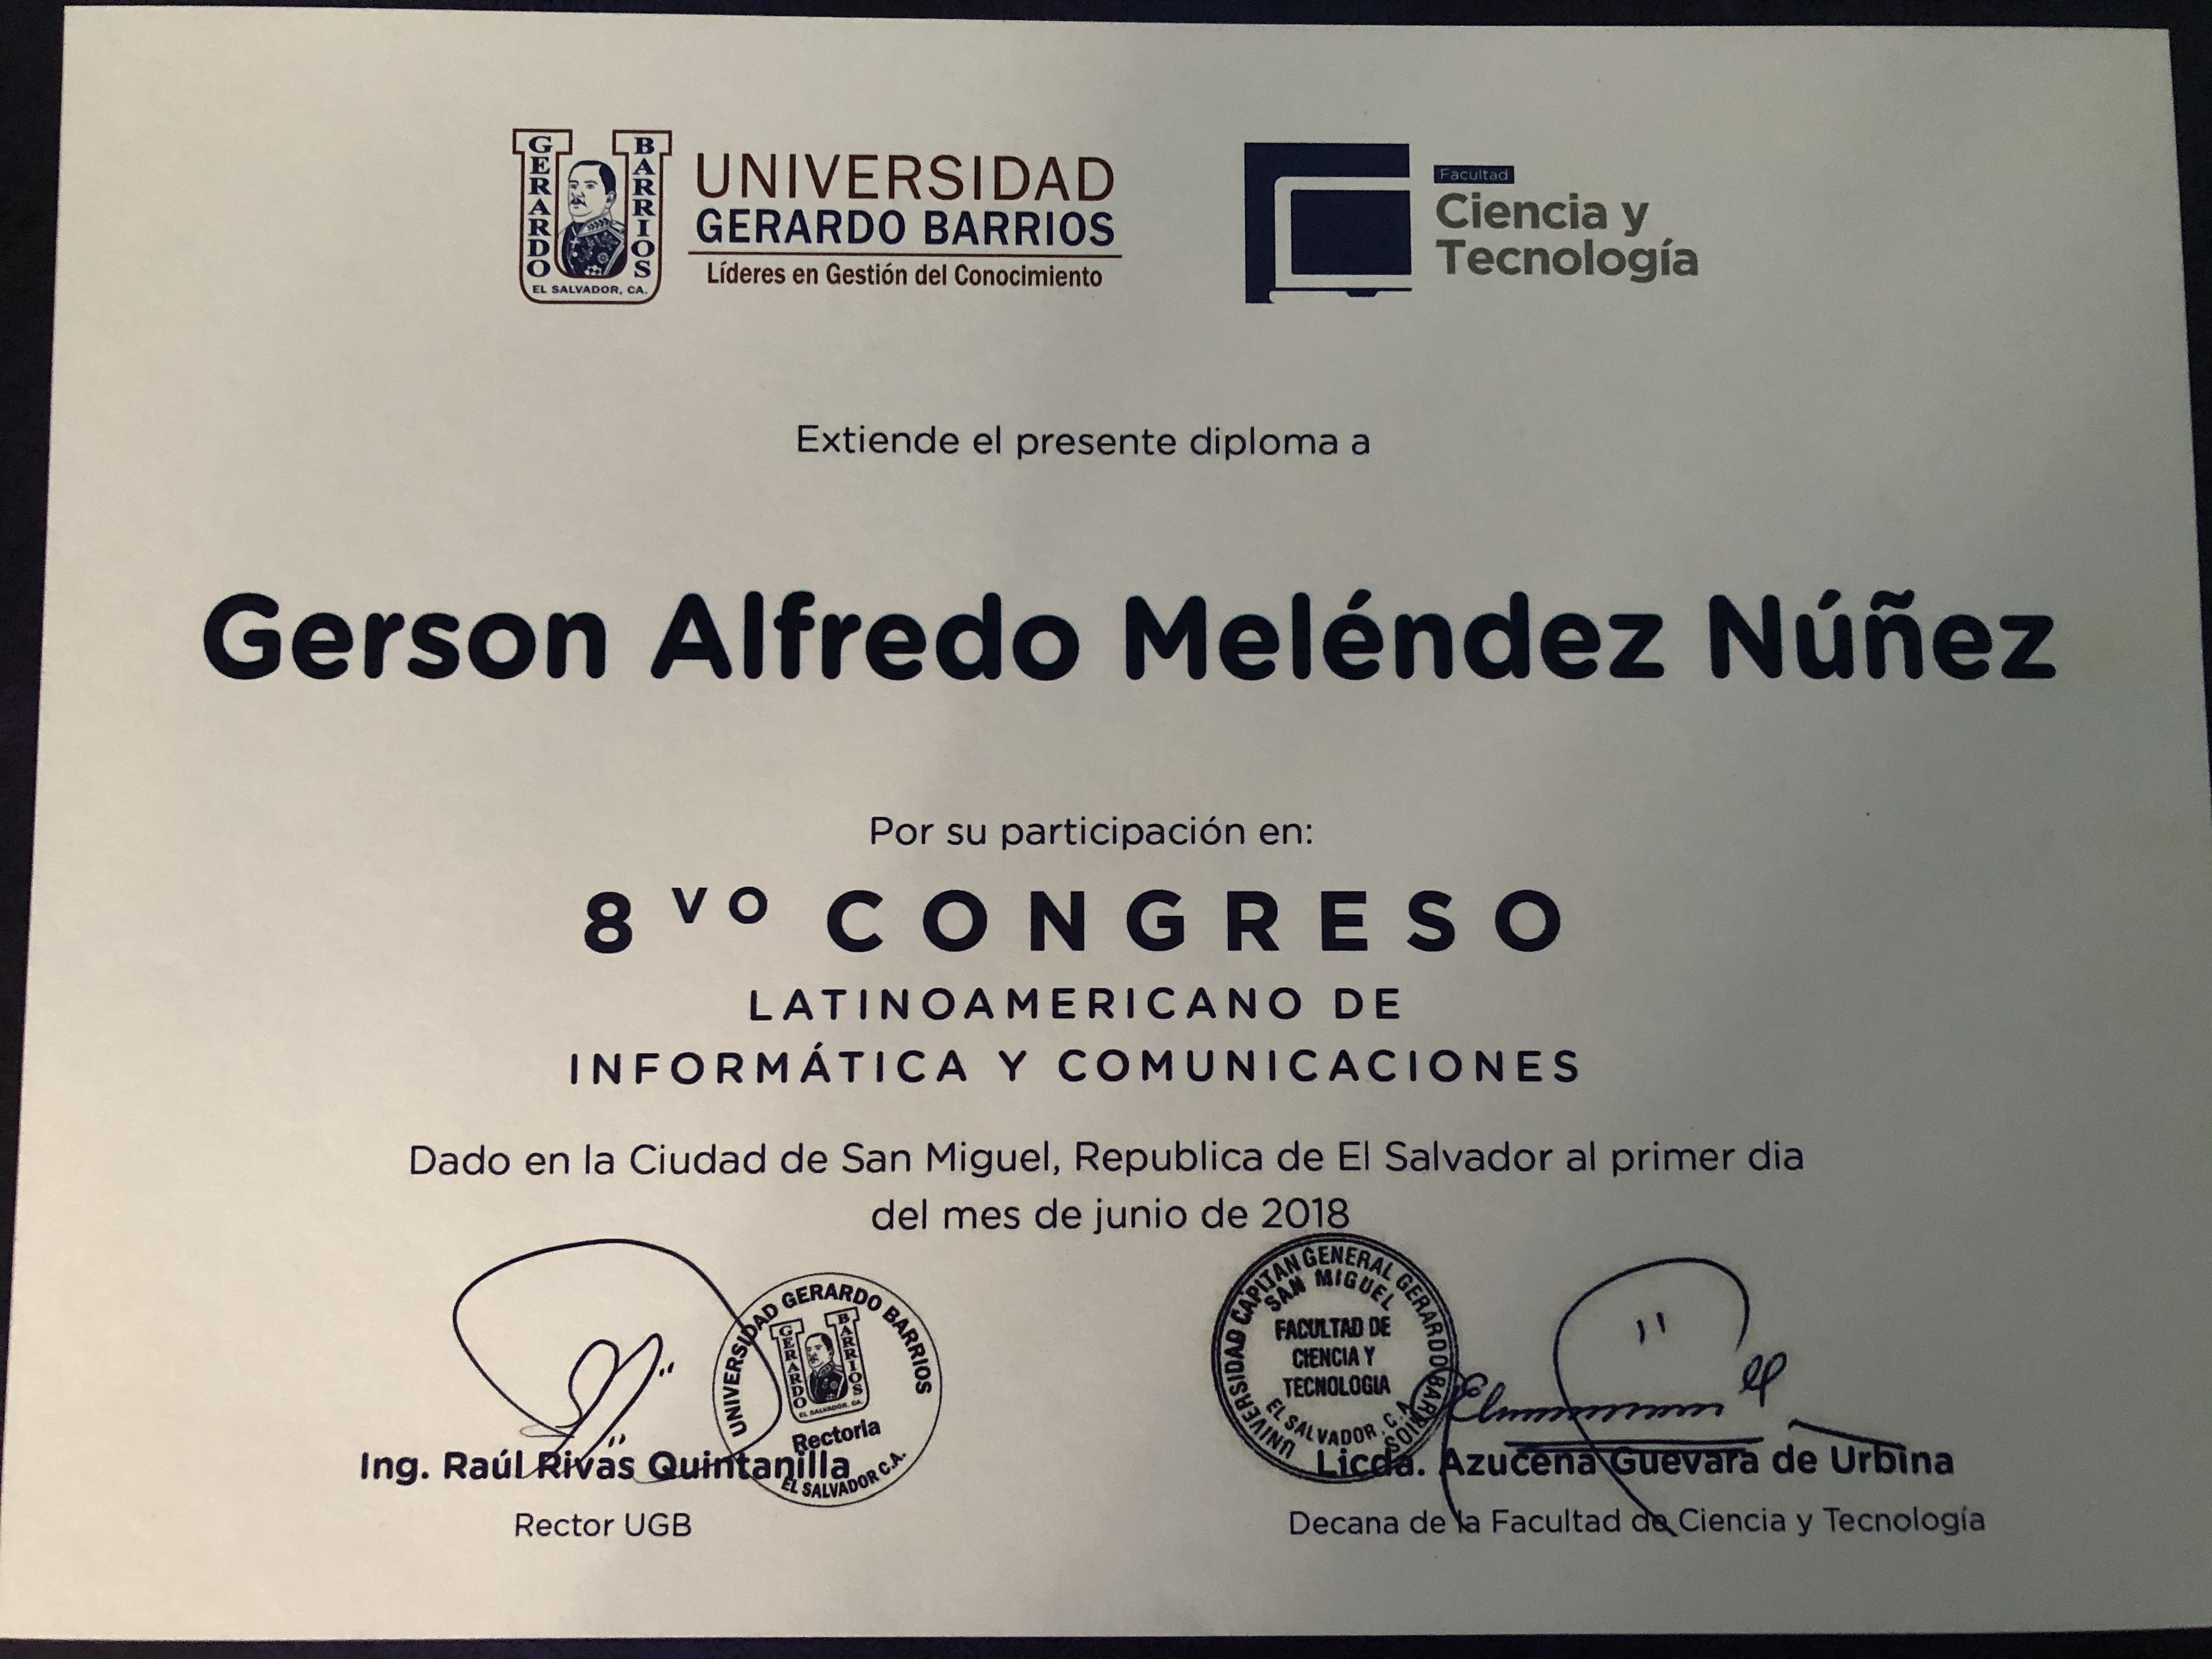 GERARDO BARRIOS
EL SALVADOR, CA.
UNIVERSIDAD
GERARDO BARRIOS
Líderes en Gestión del Conocimiento
Facultad
Ciencia y
Tecnología
Extiende el presente diploma a
Gerson Alfredo Meléndez Núñez
Por su participación en:
8 VO CONGRESO
LATINOAMERICANO DE
INFORMÁTICA Y COMUNICACIONES
Dado en la Ciudad de San Miguel, Republica de El Salvador al primer dia
del mes de junio de 2018
UNIVERSIDAD GERARDO BARRIOS
GERARDO BARRIOS
EL SALVADOR, CA.
Rectoria
EL SALVADOR C.A.
Ing. Raúl Rivas Quintanilla
Rector UGB
UNIVERSIDAD CAPITAN GENERAL GERARDO BARRIOS
SAN MIGUEL
FACULTAD DE
CIENCIA Y
TECNOLOGIA
EL SALVADOR, C.A.
Licda. Azucena Guevara de Urbina
Decana de la Facultad de Ciencia y Tecnología